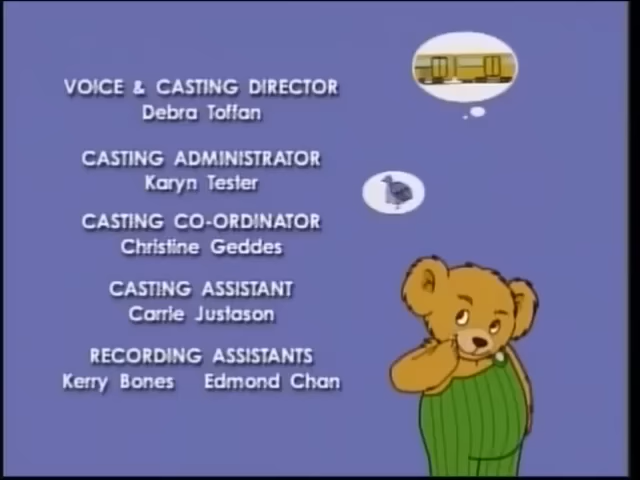 VOICE & CASTING DIRECTOR
Debra Toffan
CASTING ADMINISTRATOR
Karyn Tester
CASTING CO-ORDINATOR
Christine Geddes
CASTING ASSISTANT
Carrie Justason
RECORDING ASSISTANTS
Kerry Bones Edmond Chan